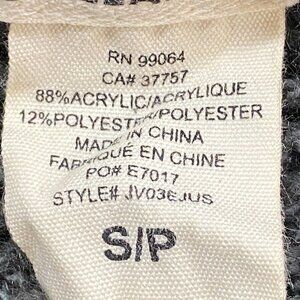 RN 99064
CA# 37757
88%ACRYLIC/ACRYLIQUE
12%POLYESTER/POLYESTER
MADE IN CHINA
FABRIQUÉ EN CHINE
PO# E7017
STYLE# JV03EJUS
S/P